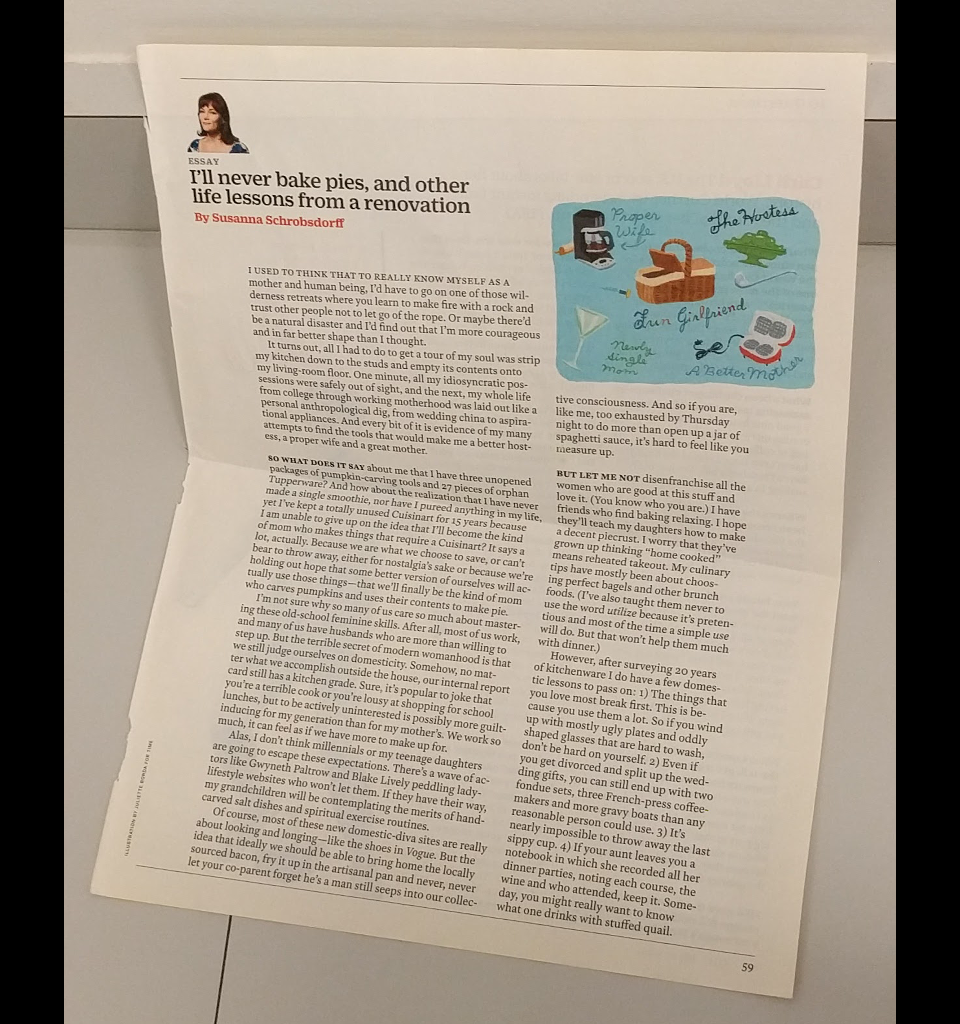 ESSAY
I'll never bake pies, and other
life lessons from a renovation
By Susanna Schrobsdorff
I USED TO THINK THAT TO REALLY KNOW MYSELF AS A
mother and human being, I'd have to go on one of those wil-
derness retreats where you learn to make fire with a rock and
trust other people not to let go of the rope. Or maybe there'd
be a natural disaster and I'd find out that I'm more courageous
and in far better shape than I thought.
It turns out, all I had to do to get a tour of my soul was strip
my kitchen down to the studs and empty its contents onto
my living-room floor. One minute, all my idiosyncratic pos-
sessions were safely out of sight, and the next, my whole life
from college through working motherhood was laid out like a
personal anthropological dig, from wedding china to aspira-
tional appliances. And every bit of it is evidence of my many
attempts to find the tools that would make me a better host-
ess, a proper wife and a great mother.
SO WHAT DOES IT SAY about me that I have three unopened
packages of pumpkin-carving tools and 27 pieces of orphan
Tupperware? And how about the realization that I have never
made a single smoothie, nor have I pureed anything in my life,
yet I've kept a totally unused Cuisinart for 15 years because
I am unable to give up on the idea that I'll become the kind
of mom who makes things that require a Cuisinart? It says a
lot, actually. Because we are what we choose to save, or can't
bear to throw away, either for nostalgia's sake or because we're
holding out hope that some better version of ourselves will ac-
tually use those things—that we'll finally be the kind of mom
who carves pumpkins and uses their contents to make pie.
I'm not sure why so many of us care so much about master-
ing these old-school feminine skills. After all, most of us work,
and many of us have husbands who are more than willing to
step up. But the terrible secret of modern womanhood is that
we still judge ourselves on domesticity. Somehow, no mat-
ter what we accomplish outside the house, our internal report
card still has a kitchen grade. Sure, it's popular to joke that
you're a terrible cook or you're lousy at shopping for school
lunches, but to be actively uninterested is possibly more guilt-
inducing for my generation than for my mother's. We work so
much, it can feel as if we have more to make up for.
Alas, I don't think millennials or my teenage daughters
are going to escape these expectations. There's a wave of ac-
tors like Gwyneth Paltrow and Blake Lively peddling lady-
lifestyle websites who won't let them. If they have their way,
my grandchildren will be contemplating the merits of hand-
carved salt dishes and spiritual exercise routines.
Of course, most of these new domestic-diva sites are really
about looking and longing—like the shoes in Vogue. But the
idea that ideally we should be able to bring home the locally
sourced bacon, fry it up in the artisanal pan and never, never
let your co-parent forget he's a man still seeps into our collec-
ILLUSTRATION BY JULIETTE BORDA FOR TIME
Proper
Wife
The Hostess
Fun Girlfriend
Newly
Single
Mom
A Better Mother
tive consciousness. And so if you are,
like me, too exhausted by Thursday
night to do more than open up a jar of
spaghetti sauce, it's hard to feel like you
measure up.
BUT LET ME NOT disenfranchise all the
women who are good at this stuff and
love it. (You know who you are.) I have
friends who find baking relaxing. I hope
they'll teach my daughters how to make
a decent piecrust. I worry that they've
grown up thinking "home cooked"
means reheated takeout. My culinary
tips have mostly been about choos-
ing perfect bagels and other brunch
foods. (I've also taught them never to
use the word utilize because it's preten-
tious and most of the time a simple use
will do. But that won't help them much
with dinner.)
However, after surveying 20 years
of kitchenware I do have a few domes-
tic lessons to pass on: 1) The things that
you love most break first. This is be-
cause you use them a lot. So if you wind
up with mostly ugly plates and oddly
shaped glasses that are hard to wash,
don't be hard on yourself. 2) Even if
you get divorced and split up the wed-
ding gifts, you can still end up with two
fondue sets, three French-press coffee-
makers and more gravy boats than any
reasonable person could use. 3) It's
nearly impossible to throw away the last
sippy cup. 4) If your aunt leaves you a
notebook in which she recorded all her
dinner parties, noting each course, the
wine and who attended, keep it. Some-
day, you might really want to know
what one drinks with stuffed quail.
59